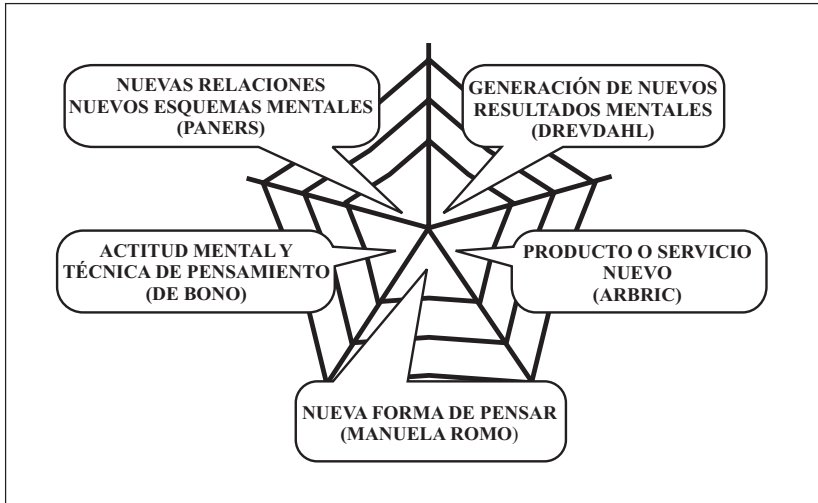 NUEVAS RELACIONES
NUEVOS ESQUEMAS MENTALES
(PANERS)
GENERACIÓN DE NUEVOS
RESULTADOS MENTALES
(DREVDAHL)
ACTITUD MENTAL Y
TÉCNICA DE PENSAMIENTO
(DE BONO)
PRODUCTO O SERVICIO
NUEVO
(ARBRIC)
NUEVA FORMA DE PENSAR
(MANUELA ROMO)